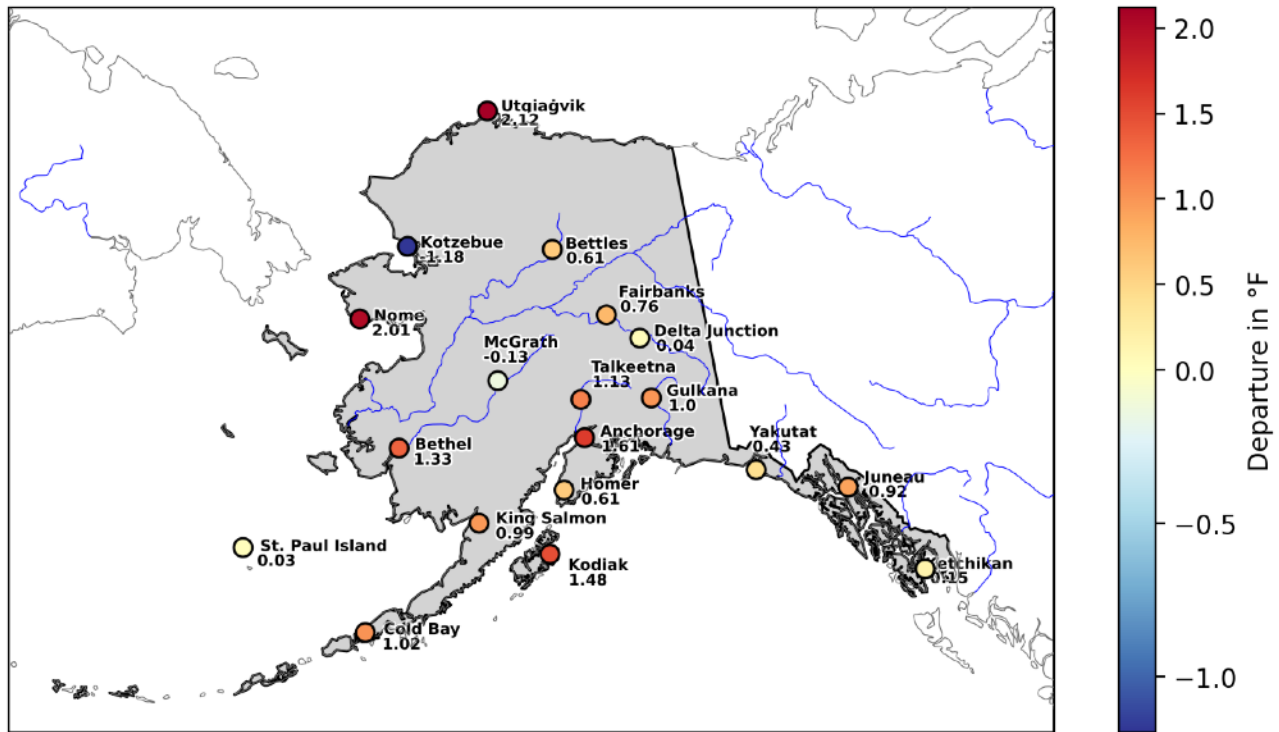 Utqiaġvik
2.12
Kotzebue
-1.18
Bettles
0.61
Fairbanks
0.76
Nome
2.01
Delta Junction
0.04
McGrath
-0.13
Talkeetna
1.13
Gulkana
1.0
Anchorage
1.61
Yakutat
0.43
Bethel
1.33
Juneau
0.92
Homer
0.61
King Salmon
0.99
St. Paul Island
0.03
Kodiak
1.48
Ketchikan
0.15
Cold Bay
1.02
2.0
1.5
1.0
0.5
0.0
−0.5
−1.0
Departure in °F